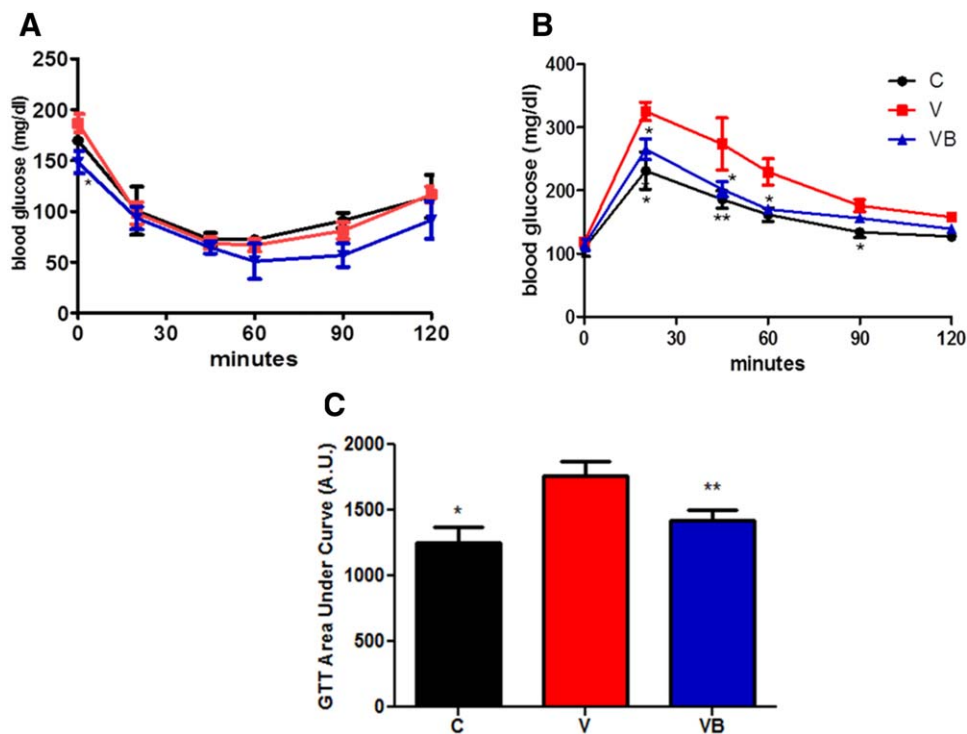 A
blood glucose (mg/dl)
250
200
150
100
50
0
*
0 30 60 90 120
minutes
B
blood glucose (mg/dl)
400
300
200
100
0
C
V
VB
*
*
*
**
*
*
0 30 60 90 120
minutes
C
GTT Area Under Curve (A.U.)
2000
1500
1000
500
0
*
**
C V VB